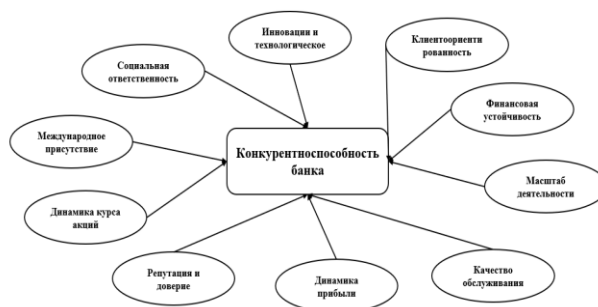 Инновации и
технологическое
Клиентоориенти
рованность
Социальная
ответственность
Финансовая
устойчивость
Международное
присутствие
Конкурентноспособность
банка
Масштаб
деятельности
Динамика курса
акций
Репутация и
доверие
Динамика
прибыли
Качество
обслуживания